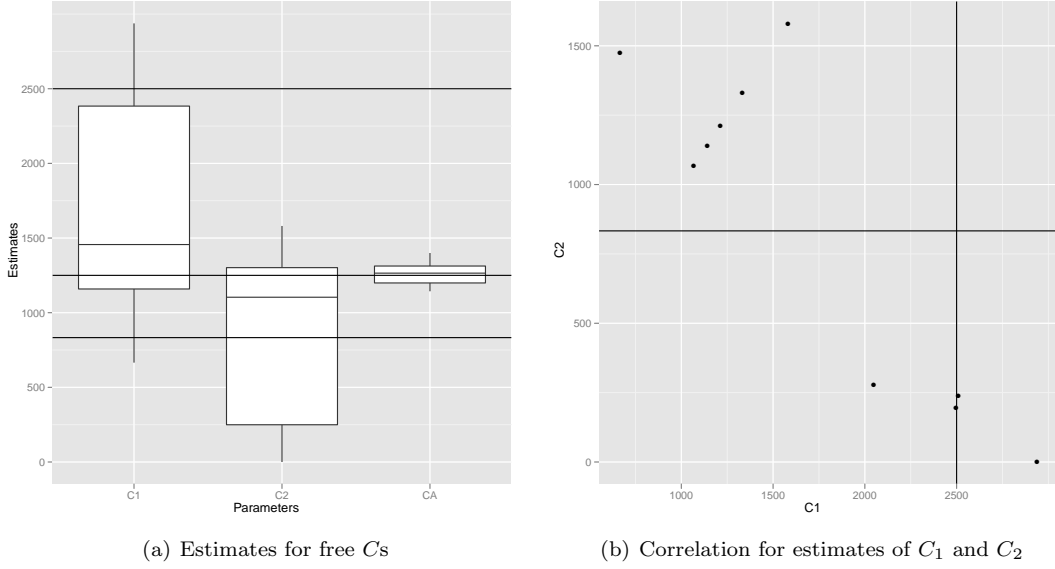 2500
2000
1500
1000
500
0
Estimates
C1
C2
CA
Parameters
(a) Estimates for free Cs
1500
1000
500
0
C2
1000
1500
2000
2500
C1
(b) Correlation for estimates of C₁ and C₂